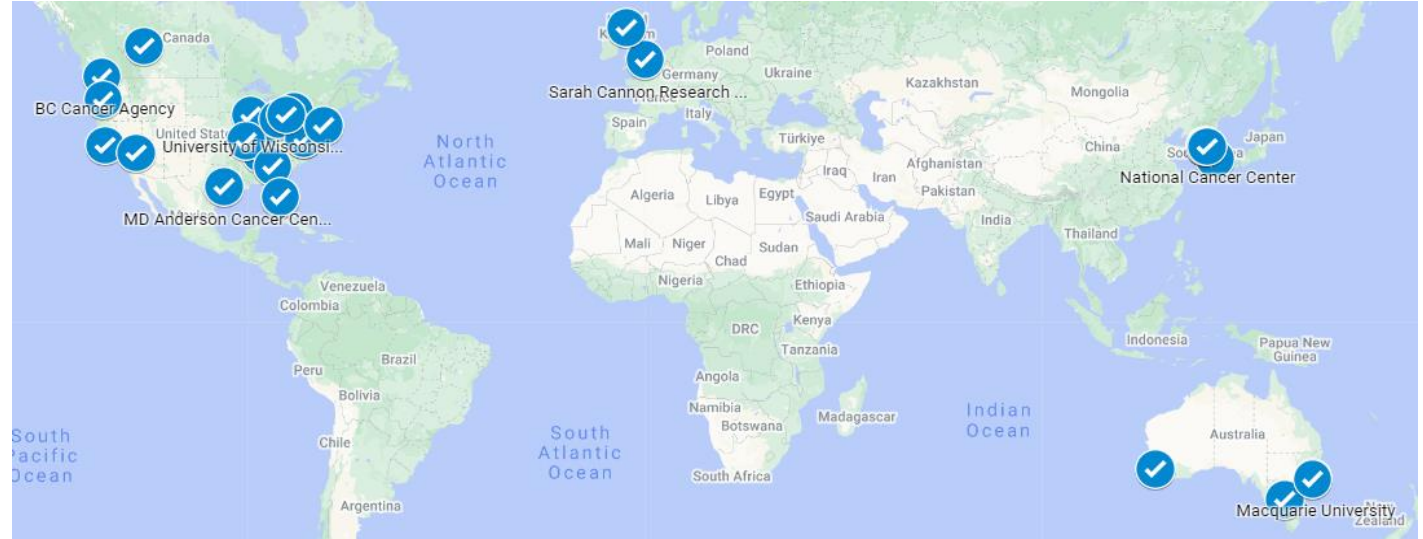 Canada
Poland
Germany
Ukraine
Kazakhstan
Mongolia
BC Cancer Agency
Sarah Cannon Research ...
France
Italy
Spain
Türkiye
North
Atlantic
Ocean
United
University of Wisconsi...
China
Japan
National Cancer Center
Afghanistan
Iraq
Iran
Pakistan
Algeria
Libya
Egypt
Saudi Arabia
India
MD Anderson Cancer Cen...
Thailand
Mali
Niger
Chad
Sudan
Nigeria
Ethiopia
Venezuela
Colombia
DRC
Kenya
Tanzania
Indonesia
Papua New
Guinea
Brazil
Peru
Bolivia
Angola
Namibia
Botswana
Madagascar
Indian
Ocean
South
Pacific
Ocean
South
Atlantic
Ocean
Chile
Australia
South Africa
Argentina
Macquarie University
New
Zealand